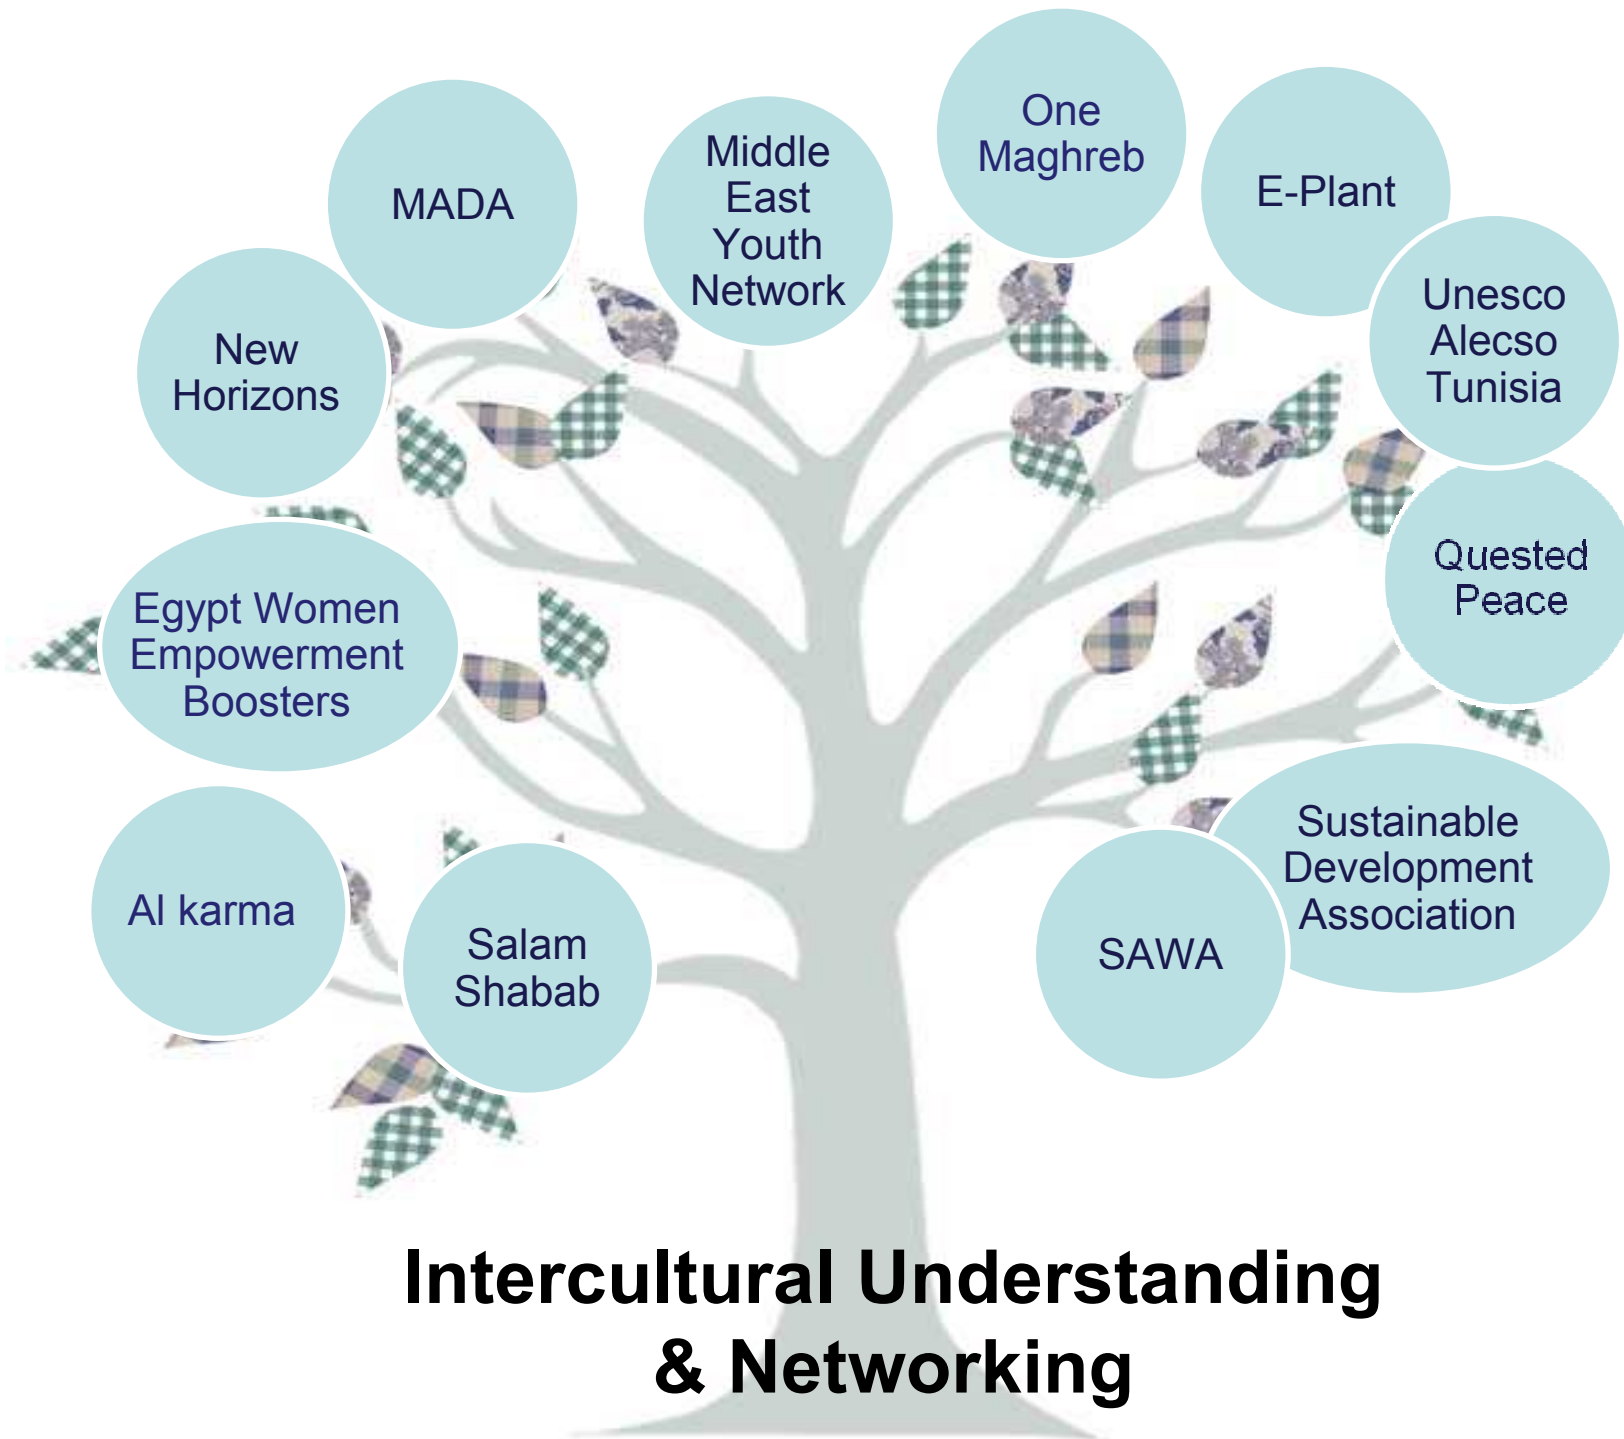 One
Maghreb
Middle
East
Youth
Network
MADA
E-Plant
Unesco
Alecso
Tunisia
New
Horizons
Quested
Peace
Egypt Women
Empowerment
Boosters
Sustainable
Development
Association
Al karma
Salam
Shabab
SAWA
Intercultural Understanding
& Networking